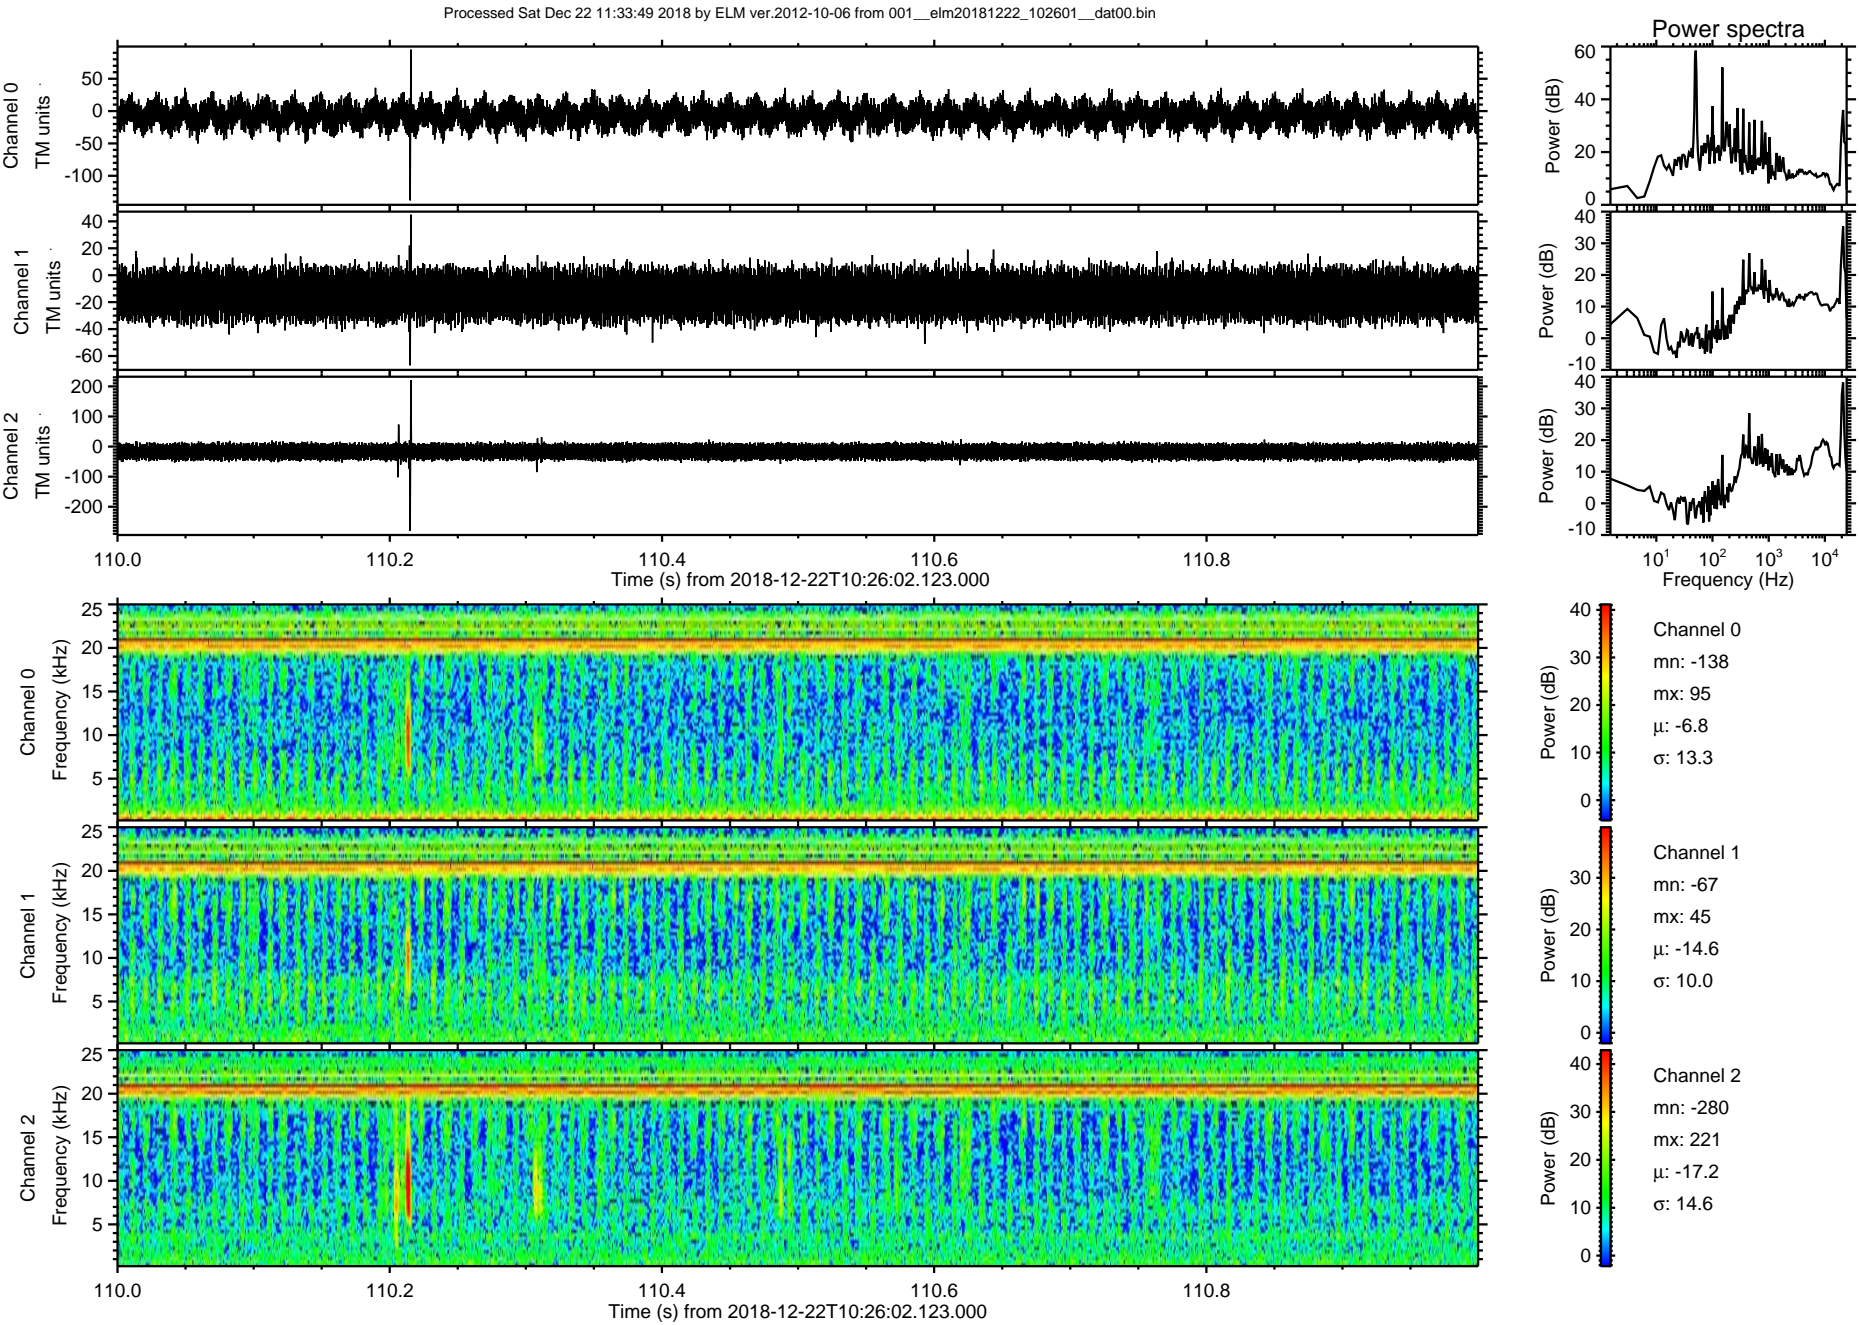 Processed Sat Dec 22 11:33:49 2018 by ELM ver.2012-10-06 from 001__elm20181222_102601__dat00.bin
Power spectra
Channel 0
TM units
50
0
-50
-100
Power (dB)
60
40
20
0
Channel 1
TM units
40
20
0
-20
-40
-60
Power (dB)
40
30
20
10
0
-10
Channel 2
TM units
200
100
0
-100
-200
Power (dB)
40
30
20
10
0
-10
110.0 110.2 110.4 110.6 110.8
Time (s) from 2018-12-22T10:26:02.123.000
10^1 10^2 10^3 10^4
Frequency (Hz)
Channel 0
Frequency (kHz)
25
20
15
10
5
Power (dB)
40
30
20
10
0
Channel 0
mn: -138
mx: 95
μ: -6.8
σ: 13.3
Channel 1
Frequency (kHz)
25
20
15
10
5
Power (dB)
30
20
10
0
Channel 1
mn: -67
mx: 45
μ: -14.6
σ: 10.0
Channel 2
Frequency (kHz)
25
20
15
10
5
Power (dB)
40
30
20
10
0
Channel 2
mn: -280
mx: 221
μ: -17.2
σ: 14.6
110.0 110.2 110.4 110.6 110.8
Time (s) from 2018-12-22T10:26:02.123.000